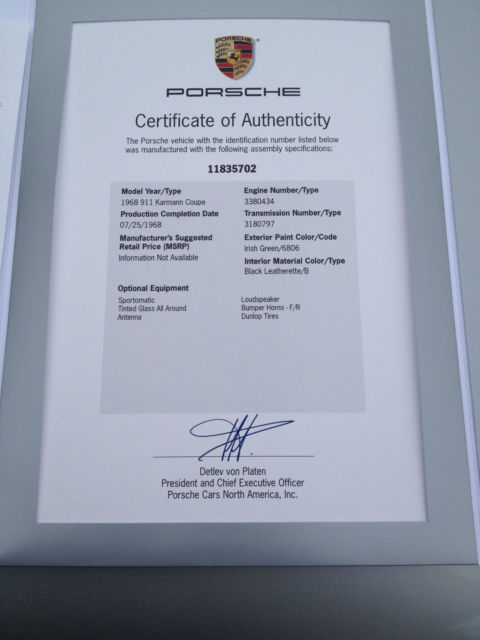 PORSCHE
PORSCHE
Certificate of Authenticity
The Porsche vehicle with the identification number listed below
was manufactured with the following assembly specifications:
11835702
Model Year/Type
1968 911 Karmann Coupe
Production Completion Date
07/25/1968
Manufacturer's Suggested
Retail Price (MSRP)
Information Not Available
Engine Number/Type
3380434
Transmission Number/Type
3180797
Exterior Paint Color/Code
Irish Green/6806
Interior Material Color/Type
Black Leatherette/B
Optional Equipment
Sportomatic
Tinted Glass All Around
Antenna
Loudspeaker
Bumper Horns - F/R
Dunlop Tires
Detlev von Platen
President and Chief Executive Officer
Porsche Cars North America, Inc.